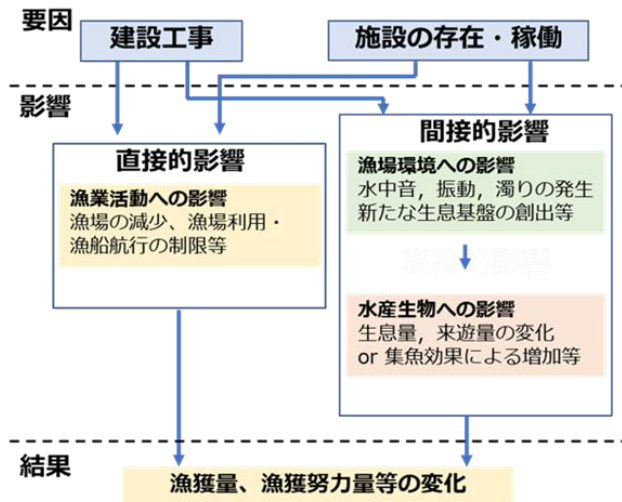 要因
建設工事
施設の存在・稼働
影響
直接的影響
漁業活動への影響
漁場の減少、漁場利用・
漁船航行の制限等
間接的影響
漁場環境への影響
水中音，振動，濁りの発生
新たな生息基盤の創出等
水産生物への影響
生息量，来遊量の変化
or 集魚効果による増加等
結果
漁獲量、漁獲努力量等の変化